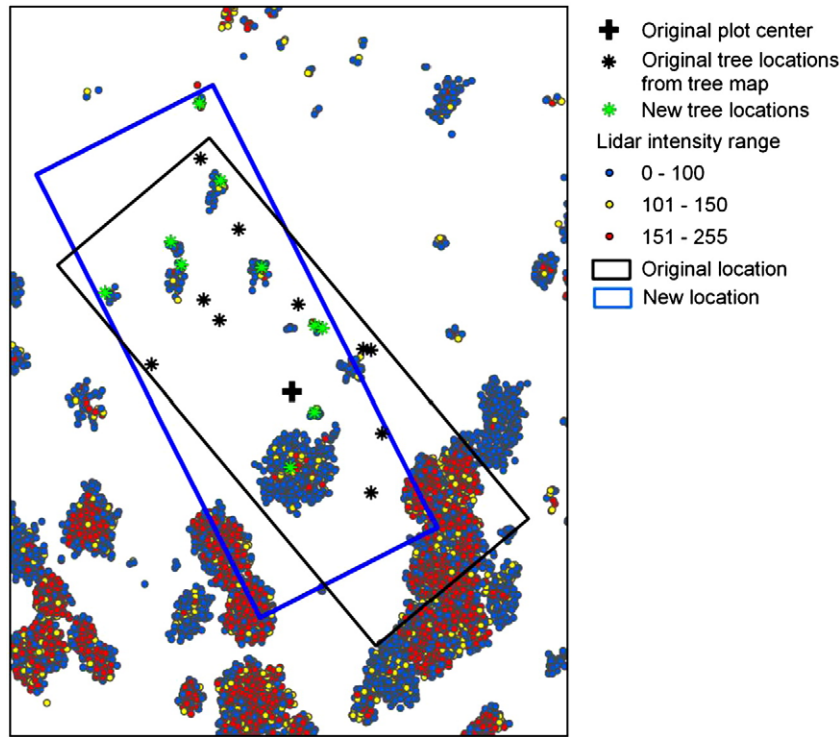 Original plot center
Original tree locations
from tree map
New tree locations
Lidar intensity range
0 - 100
101 - 150
151 - 255
Original location
New location